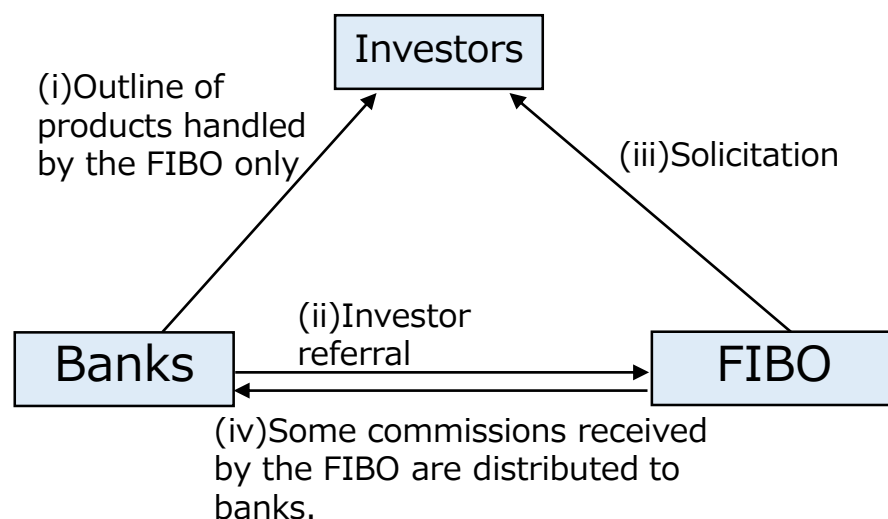 Investors
(i)Outline of
products handled
by the FIBO only
(iii)Solicitation
(ii)Investor
referral
Banks
FIBO
(iv)Some commissions received
by the FIBO are distributed to
banks.